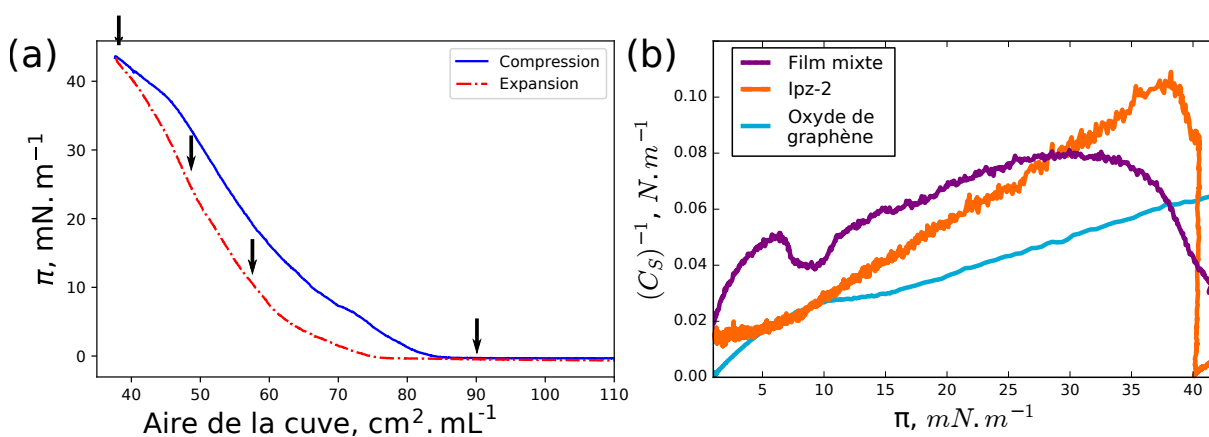 (a)
π, mN. m⁻¹
40
30
20
10
0
Compression
Expansion
40 50 60 70 80 90 100 110
Aire de la cuve, cm². mL⁻¹
(b)
(C_S)⁻¹, N.m⁻¹
0.10
0.08
0.06
0.04
0.02
0.00
Film mixte
Ipz-2
Oxyde de
graphène
5 10 15 20 25 30 35 40
π, mN.m⁻¹